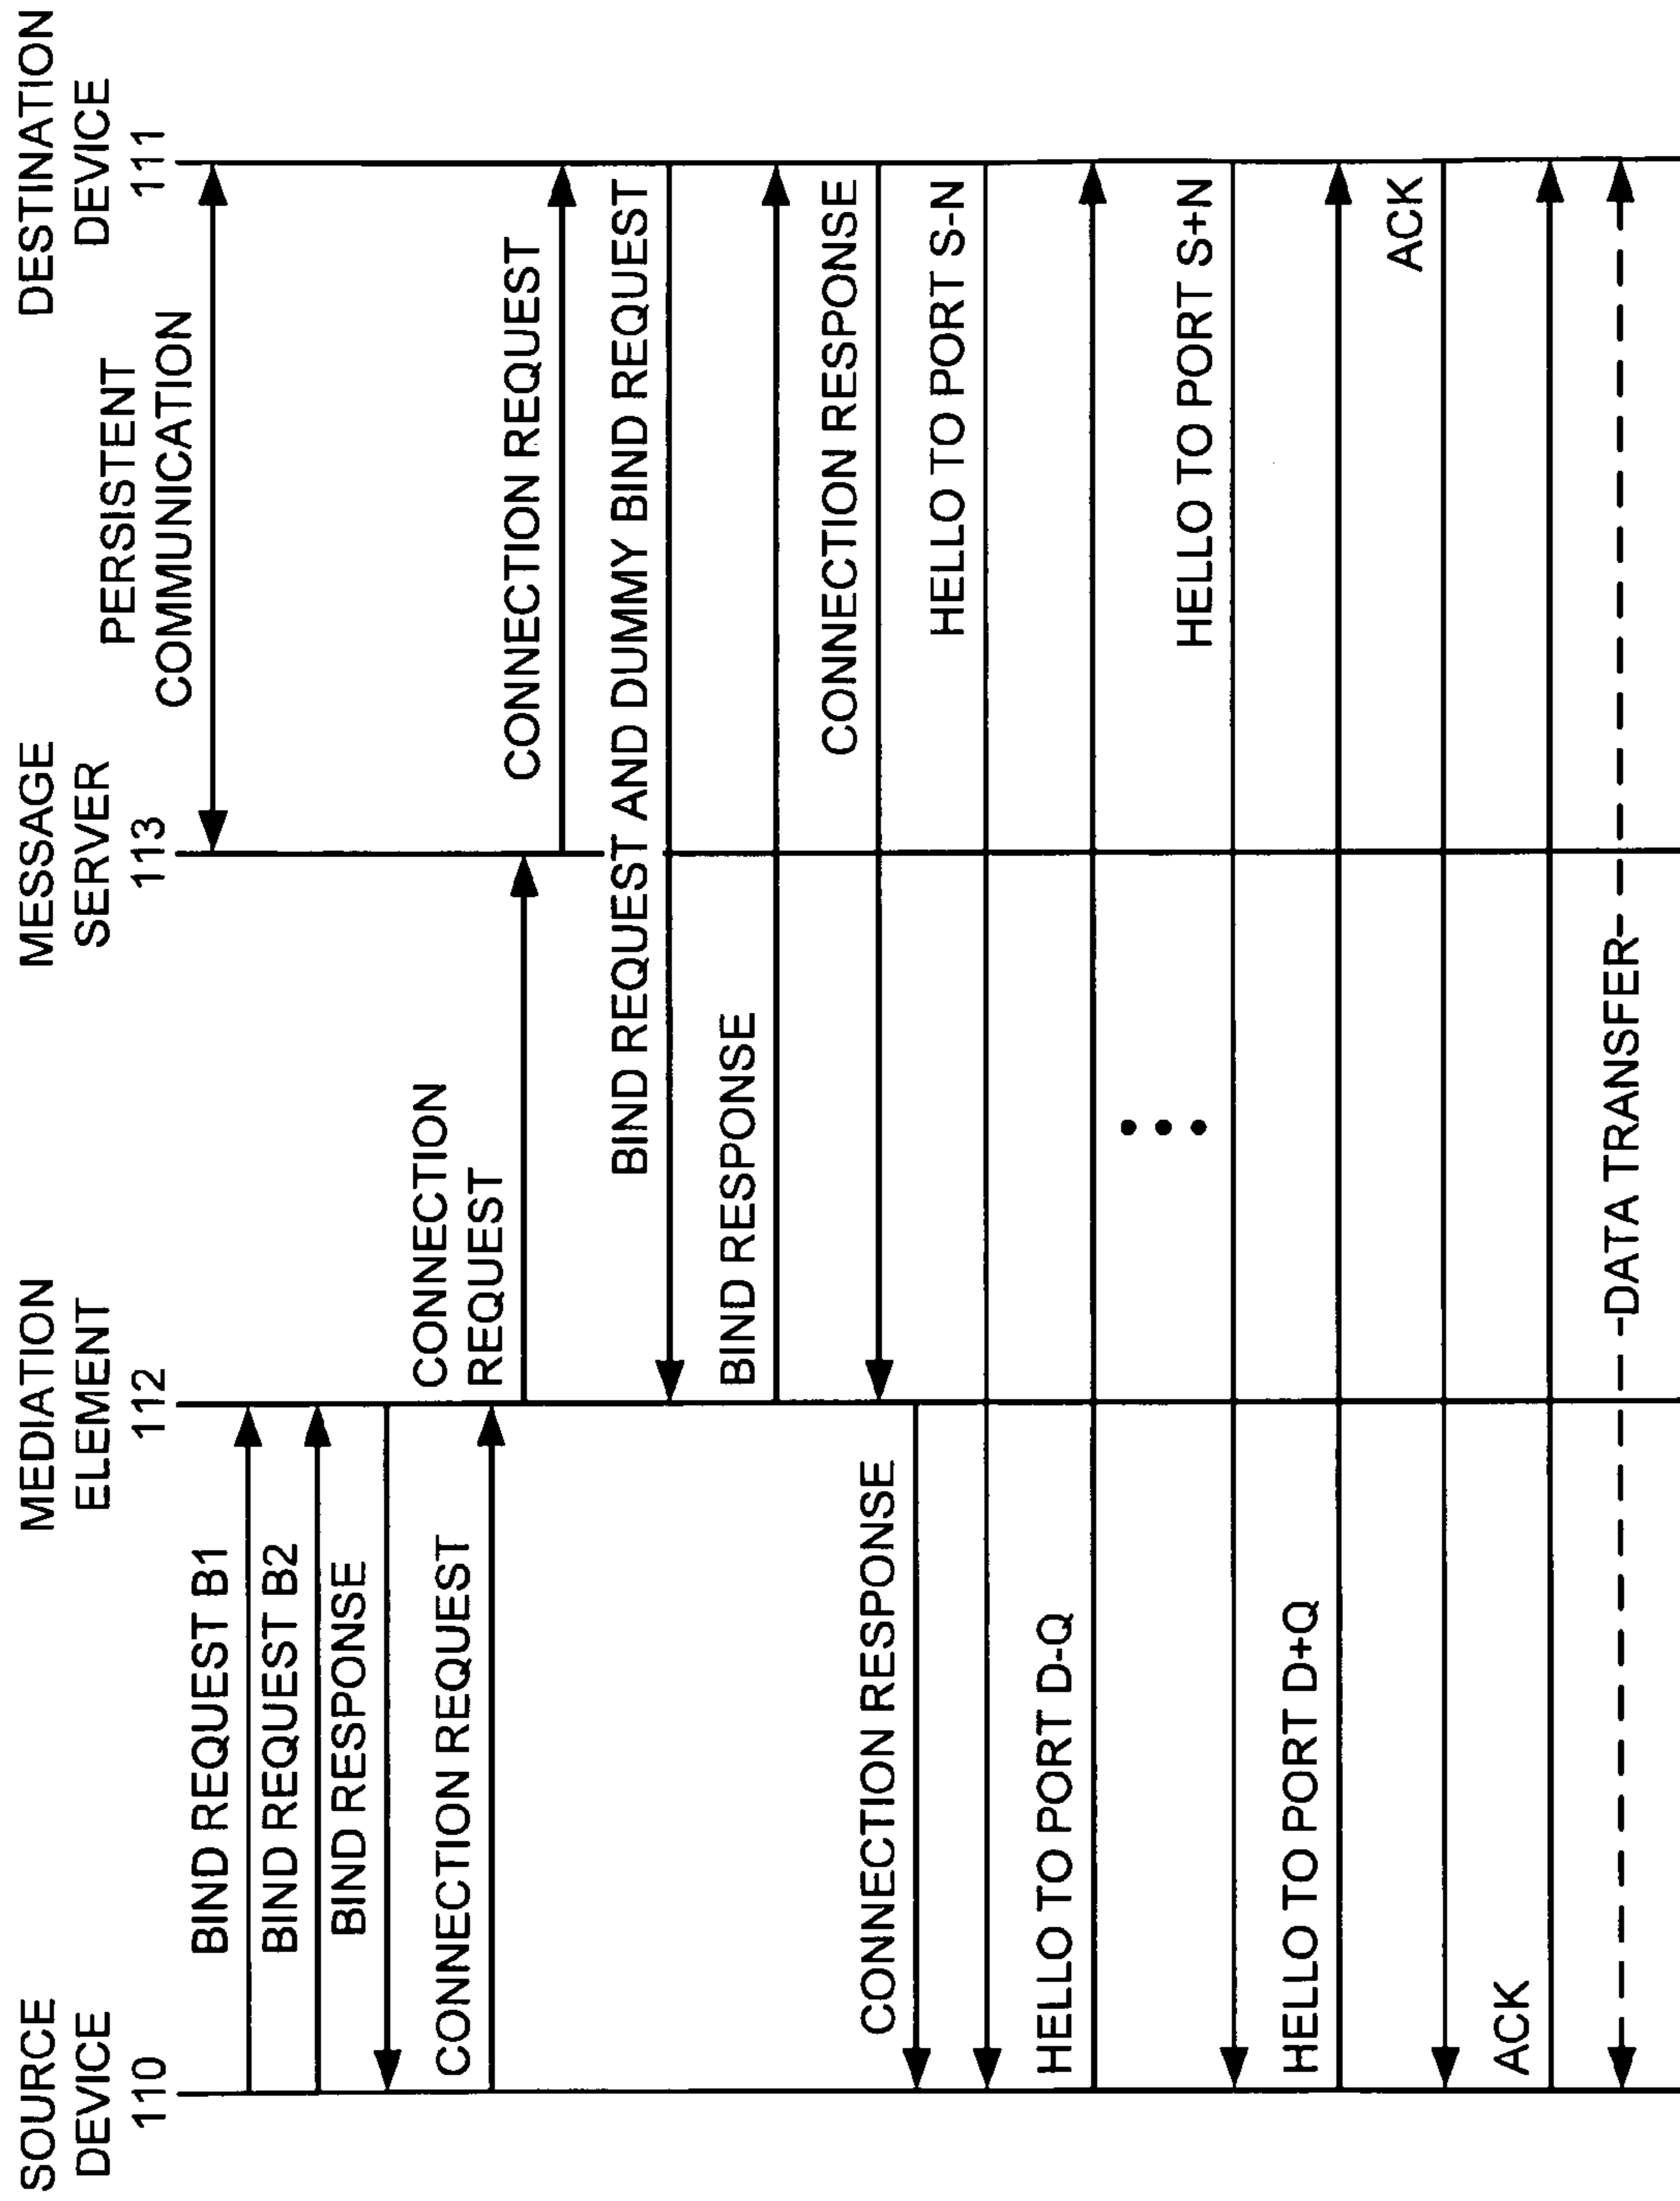 SOURCE
DEVICE
110
MEDIATION
ELEMENT
112
MESSAGE
SERVER
113
DESTINATION
DEVICE
111
PERSISTENT
COMMUNICATION
BIND REQUEST B1
BIND REQUEST B2
BIND RESPONSE
CONNECTION REQUEST
CONNECTION
REQUEST
CONNECTION REQUEST
BIND REQUEST AND DUMMY BIND REQUEST
BIND RESPONSE
CONNECTION RESPONSE
CONNECTION RESPONSE
HELLO TO PORT S-N
HELLO TO PORT D-Q
HELLO TO PORT S+N
HELLO TO PORT D+Q
ACK
ACK
DATA TRANSFER